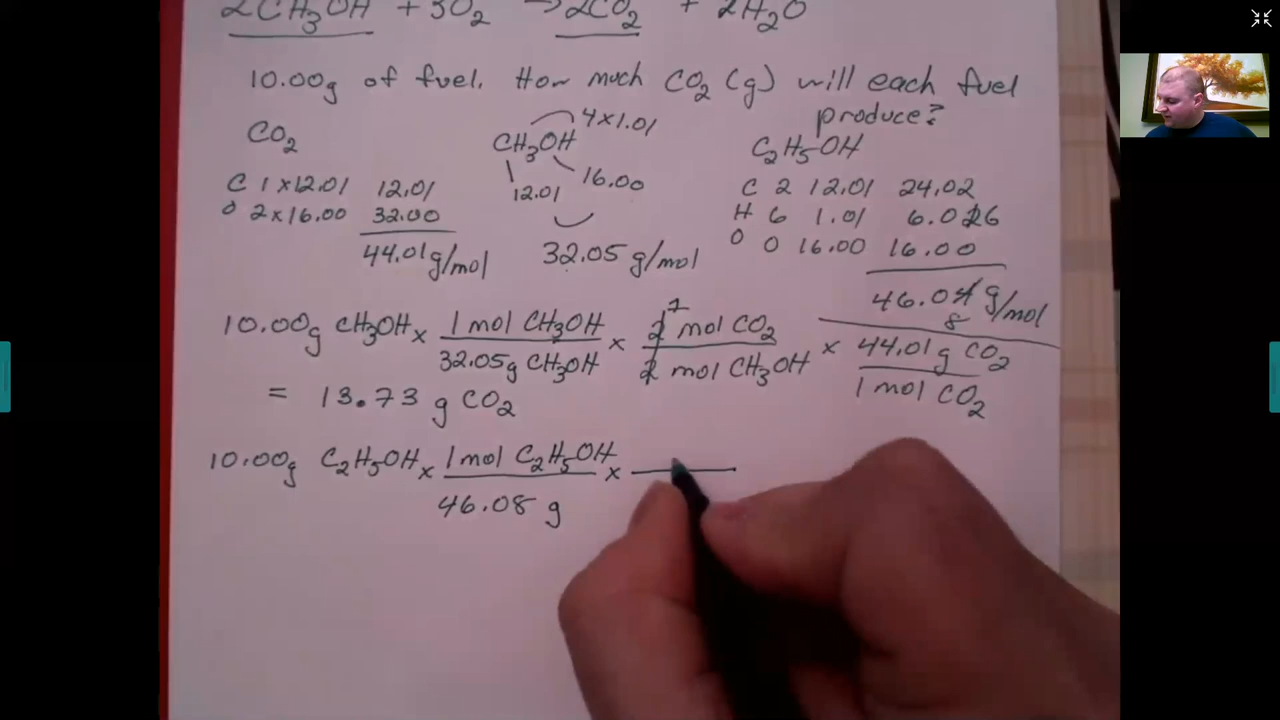 2CH₃OH + 3O₂ → 2CO₂ + 2H₂O
10.00g of fuel. How much CO₂ (g) will each fuel
produce?
CO₂
C 1 x 12.01 12.01
O 2 x 16.00 32.00
44.01 g/mol
CH₃OH
4 x 1.01
12.01
16.00
32.05 g/mol
C₂H₅OH
C 2 12.01 24.02
H 6 1.01 6.06
O 0 16.00 16.00
46.08 g/mol
10.00g CH₃OH x 1 mol CH₃OH / 32.05g CH₃OH x 2 mol CO₂ / 2 mol CH₃OH x 44.01 g CO₂ / 1 mol CO₂
= 13.73 g CO₂
10.00g C₂H₅OH x 1 mol C₂H₅OH / 46.08 g x